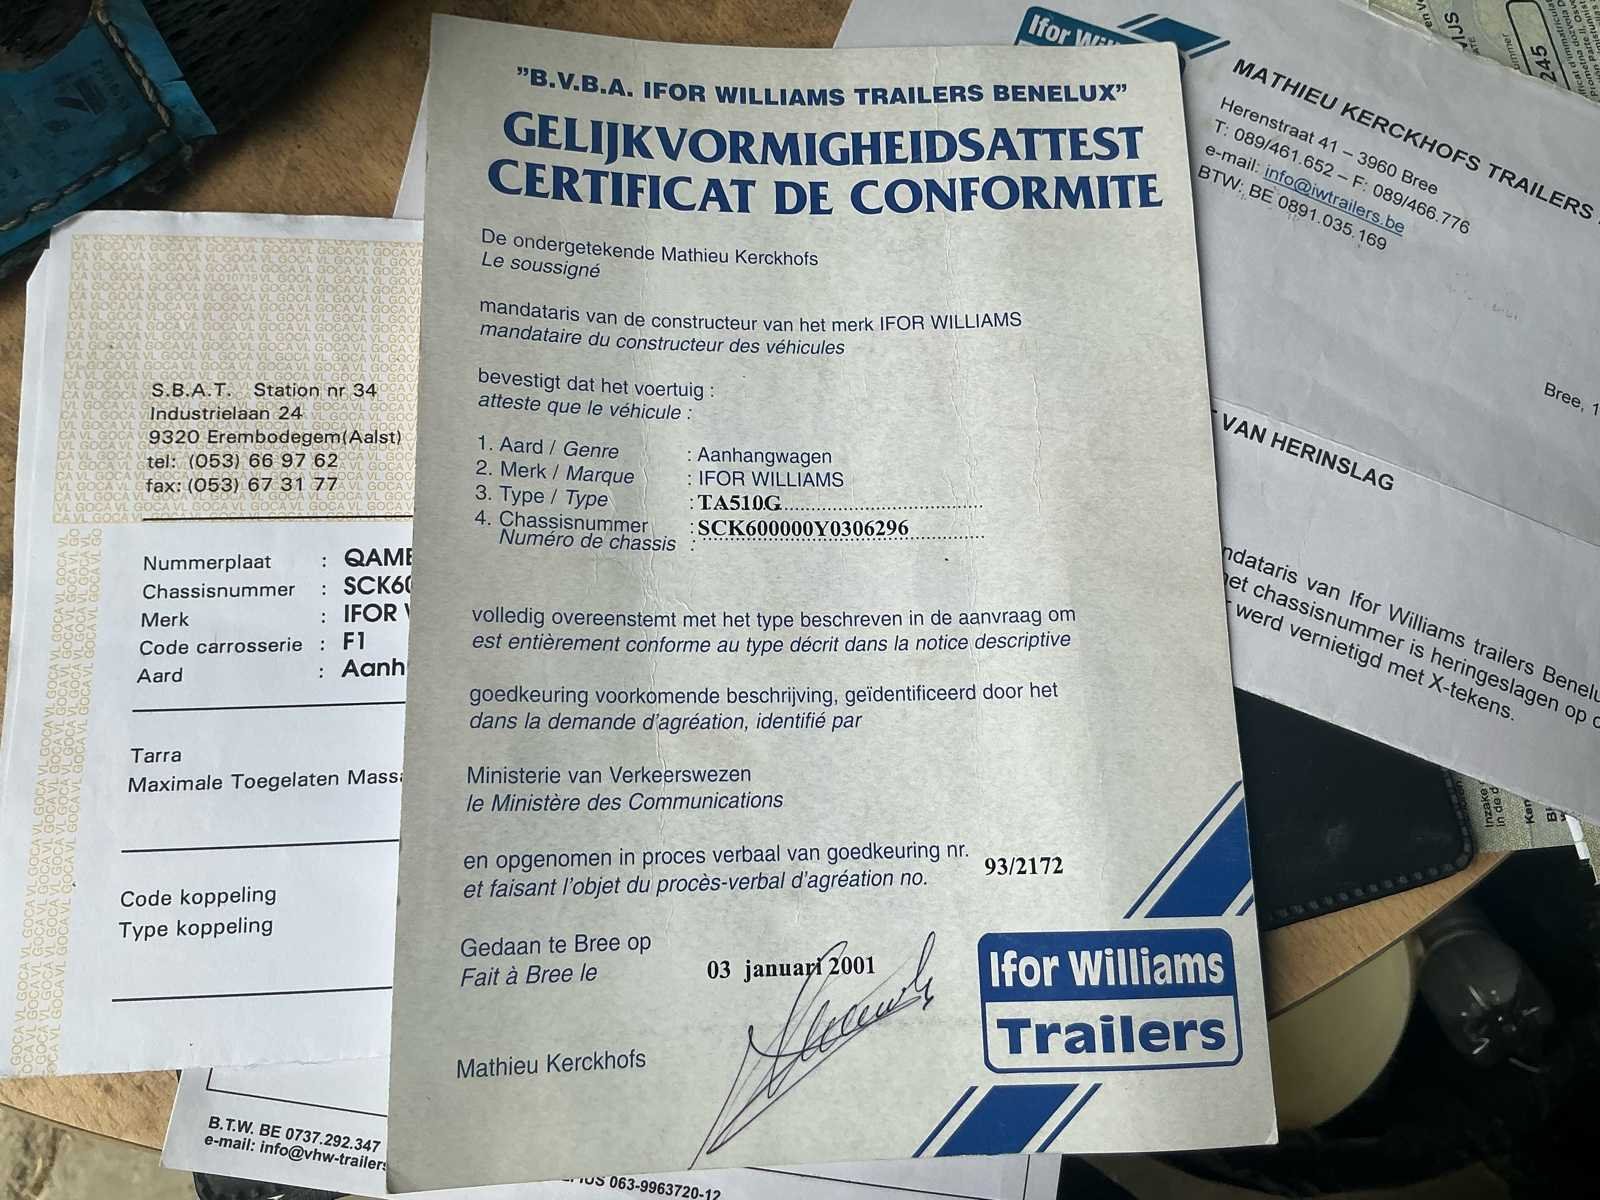 "B.V.B.A. IFOR WILLIAMS TRAILERS BENELUX"
GELIJKVORMIGHEIDSATTEST
CERTIFICAT DE CONFORMITE
De ondergetekende Mathieu Kerckhofs
Le soussigné
mandataris van de constructeur van het merk IFOR WILLIAMS
mandataire du constructeur des véhicules
bevestigt dat het voertuig :
atteste que le véhicule :
1. Aard / Genre : Aanhangwagen
2. Merk / Marque : IFOR WILLIAMS
3. Type / Type : TA510G
4. Chassisnummer : SCK600000Y0306296
Numéro de chassis :
volledig overeenstemt met het type beschreven in de aanvraag om
est entièrement conforme au type décrit dans la notice descriptive
goedkeuring voorkomende beschrijving, geïdentificeerd door het
dans la demande d'agréation, identifié par
Ministerie van Verkeerswezen
le Ministère des Communications
en opgenomen in proces verbaal van goedkeuring nr. 93/2172
et faisant l'objet du procès-verbal d'agréation no.
Gedaan te Bree op
Fait à Bree le
03 januari 2001
Mathieu Kerckhofs
Ifor Williams
Trailers
S.B.A.T. Station nr 34
Industrielaan 24
9320 Erembodegem(Aalst)
tel: (053) 66 97 62
fax: (053) 67 31 77
Nummerplaat : QAM
Chassisnummer : SCK60
Merk : IFOR
Code carrosserie : F1
Aard : Aanh
Tarra
Maximale Toegelaten Massa
Code koppeling
Type koppeling
B.T.W. BE 0737.292.347
e-mail: info@vhw-trailers
063-9963720-12
Ifor Wi
MATHIEU KERCKHOFS TRAILERS
Herenstraat 41 – 3960 Bree
T: 089/461.652 – F: 089/466.776
e-mail: info@iwtrailers.be
BTW: BE 0891.035.169
Bree, 1
VAN HERINSLAG
ndataris van Ifor Williams trailers Benelu
het chassisnummer is heringeslagen op
werd vernietigd met X-tekens.
245